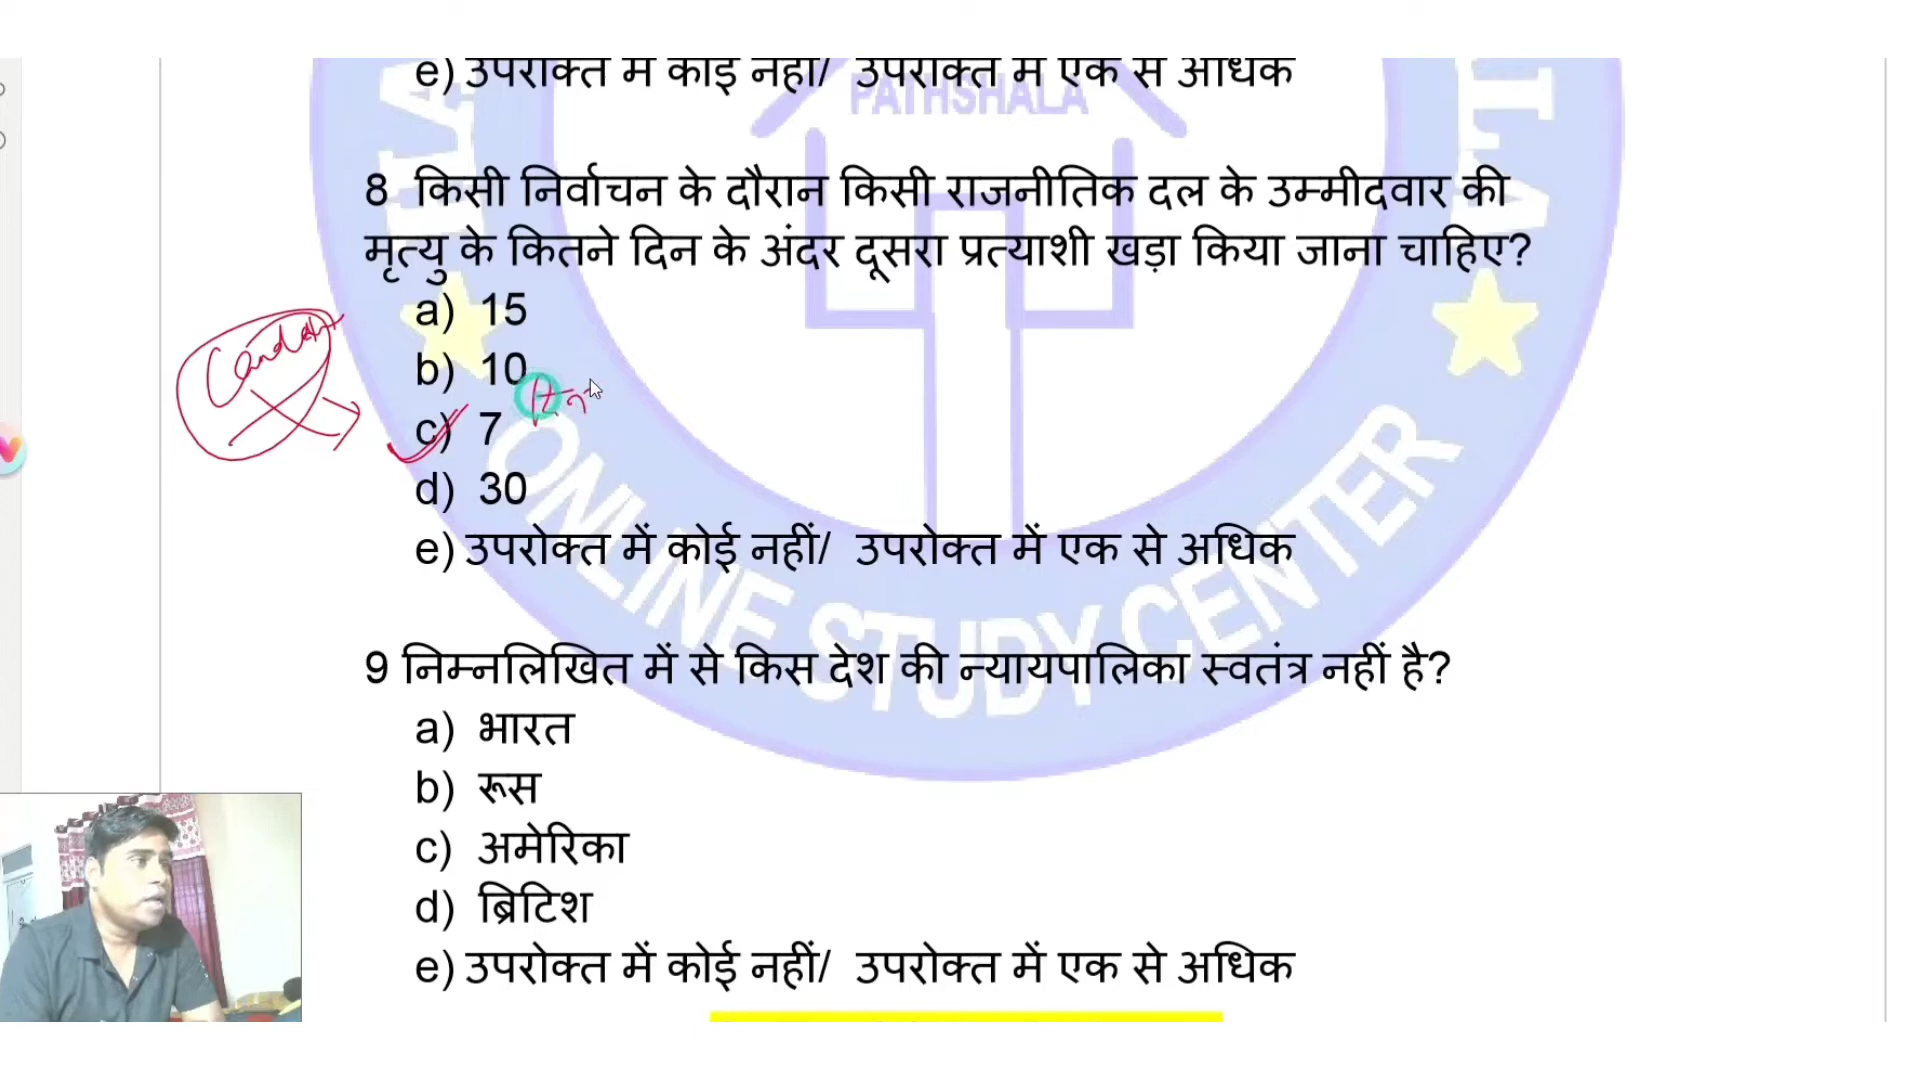 e) उपरोक्त में कोई नहीं/ उपरोक्त में एक से अधिक
PATHSHALA
8 किसी निर्वाचन के दौरान किसी राजनीतिक दल के उम्मीदवार की
मृत्यु के कितने दिन के अंदर दूसरा प्रत्याशी खड़ा किया जाना चाहिए?
a) 15
b) 10
c) 7
d) 30
e) उपरोक्त में कोई नहीं/ उपरोक्त में एक से अधिक
ONLINE STUDY CENTER
9 निम्नलिखित में से किस देश की न्यायपालिका स्वतंत्र नहीं है?
a) भारत
b) रूस
c) अमेरिका
d) ब्रिटिश
e) उपरोक्त में कोई नहीं/ उपरोक्त में एक से अधिक